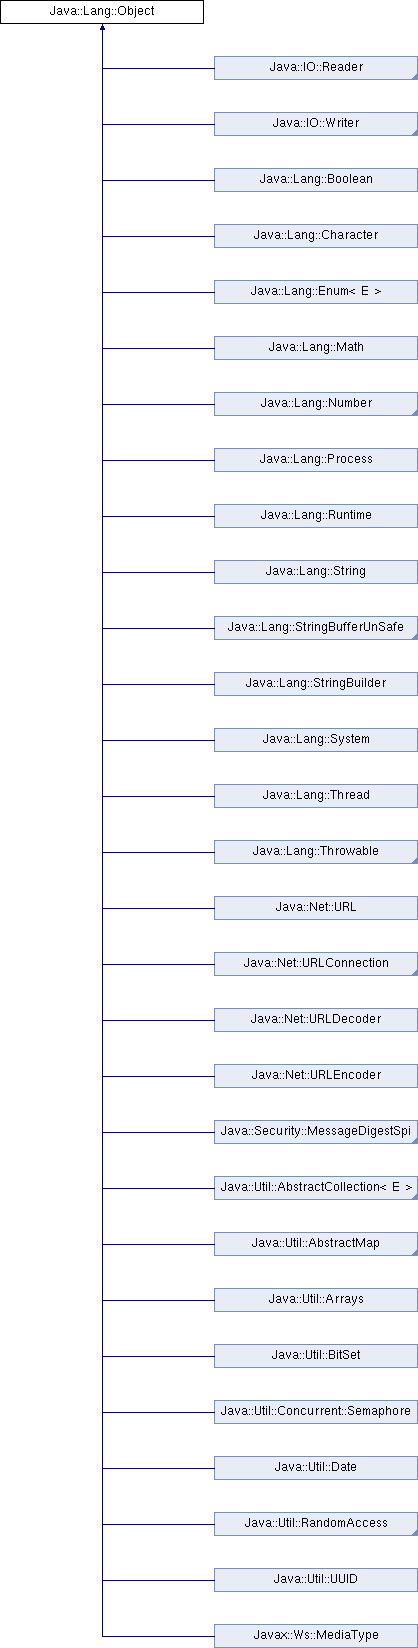 Java::Lang::Object
Java::IO::Reader
Java::IO::Writer
Java::Lang::Boolean
Java::Lang::Character
Java::Lang::Enum< E >
Java::Lang::Math
Java::Lang::Number
Java::Lang::Process
Java::Lang::Runtime
Java::Lang::String
Java::Lang::StringBufferUnSafe
Java::Lang::StringBuilder
Java::Lang::System
Java::Lang::Thread
Java::Lang::Throwable
Java::Net::URL
Java::Net::URLConnection
Java::Net::URLDecoder
Java::Net::URLEncoder
Java::Security::MessageDigestSpi
Java::Util::AbstractCollection< E >
Java::Util::AbstractMap
Java::Util::Arrays
Java::Util::BitSet
Java::Util::Concurrent::Semaphore
Java::Util::Date
Java::Util::RandomAccess
Java::Util::UUID
Javax::Ws::MediaType